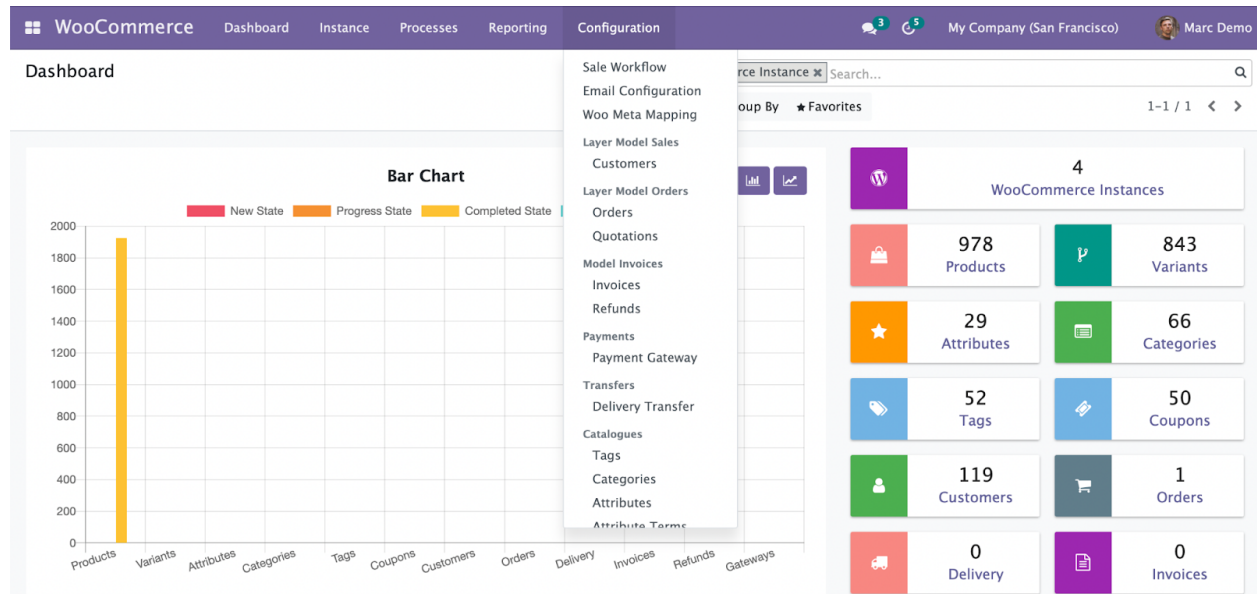 WooCommerce Dashboard Instance Processes Reporting Configuration 3 5 My Company (San Francisco) Marc Demo
Dashboard
rce Instance Search...
oup By Favorites 1-1 / 1
Sale Workflow
Email Configuration
Woo Meta Mapping
Layer Model Sales
Customers
Layer Model Orders
Orders
Quotations
Model Invoices
Invoices
Refunds
Payments
Payment Gateway
Transfers
Delivery Transfer
Catalogues
Tags
Categories
Attributes
Attribute Terms
Bar Chart
New State Progress State Completed State
2000
1800
1600
1400
1200
1000
800
600
400
200
0
Products Variants Attributes Categories Tags Coupons Customers Orders Delivery Invoices Refunds Gateways
4
WooCommerce Instances
978
Products
843
Variants
29
Attributes
66
Categories
52
Tags
50
Coupons
119
Customers
1
Orders
0
Delivery
0
Invoices